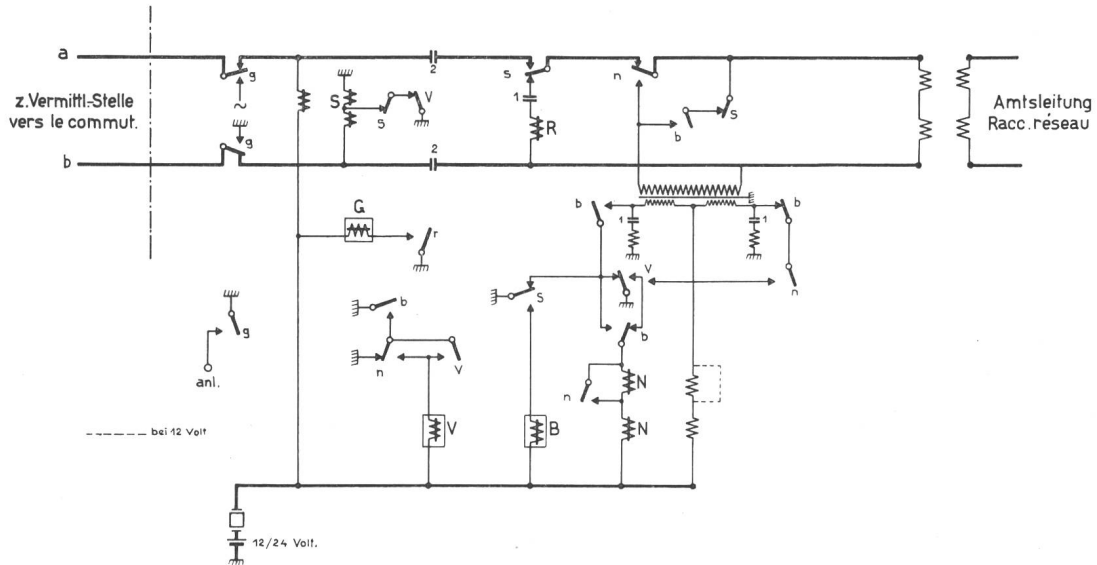 a
g
2
s
n
z.Vermittl-Stelle
vers le commut.
~
S
s
V
1
R
b
s
Amtsleitung
Racc. réseau
g
b
2
b
1
1
b
G
r
V
n
s
b
b
g
n
V
anl.
n
N
V
B
N
bei 12 Volt
12/24 Volt.